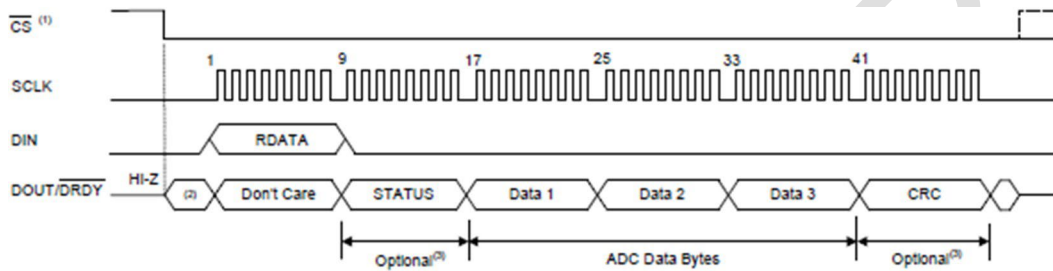 CS (1)
1 9 17 25 33 41
SCLK
DIN RDATA
DOUT/DRDY HI-Z (2) Don't Care STATUS Data 1 Data 2 Data 3 CRC
Optional(3) ADC Data Bytes Optional(3)